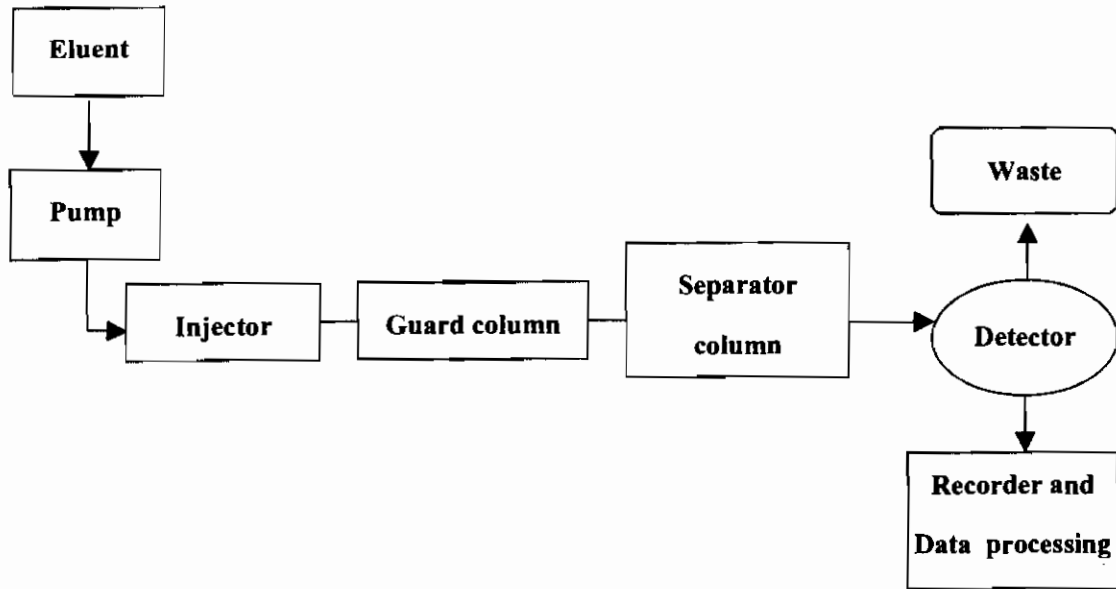 Eluent
Pump
Injector
Guard column
Separator
column
Detector
Waste
Recorder and
Data processing